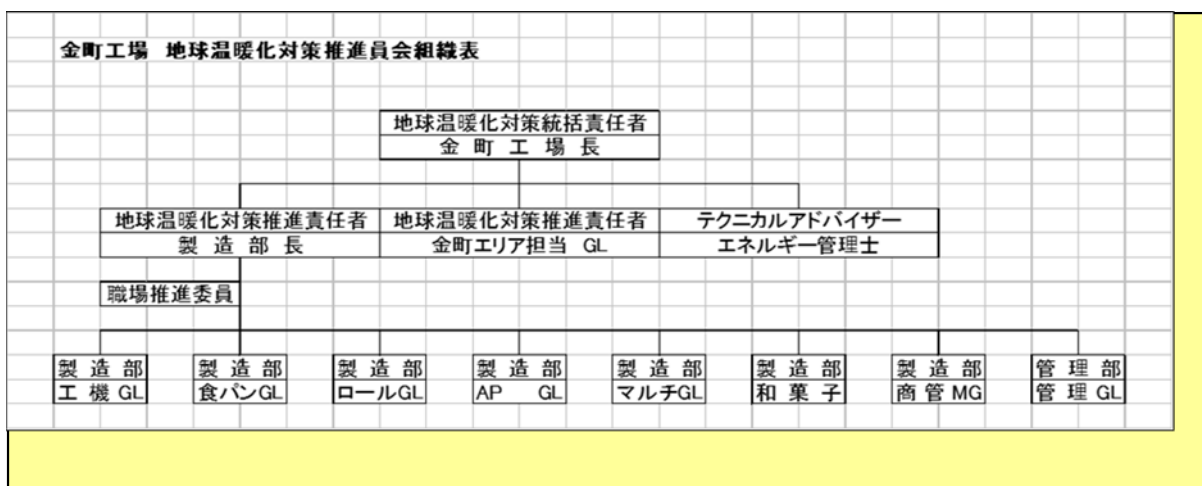 金町工場 地球温暖化対策推進員会組織表
地球温暖化対策統括責任者
金町工場長
地球温暖化対策推進責任者 地球温暖化対策推進責任者 テクニカルアドバイザー
製造部長 金町エリア担当 GL エネルギー管理士
職場推進委員
製造部 製造部 製造部 製造部 製造部 製造部 製造部 管理部
工機GL 食パンGL ロールGL AP GL マルチGL 和菓子 商管MG 管理GL